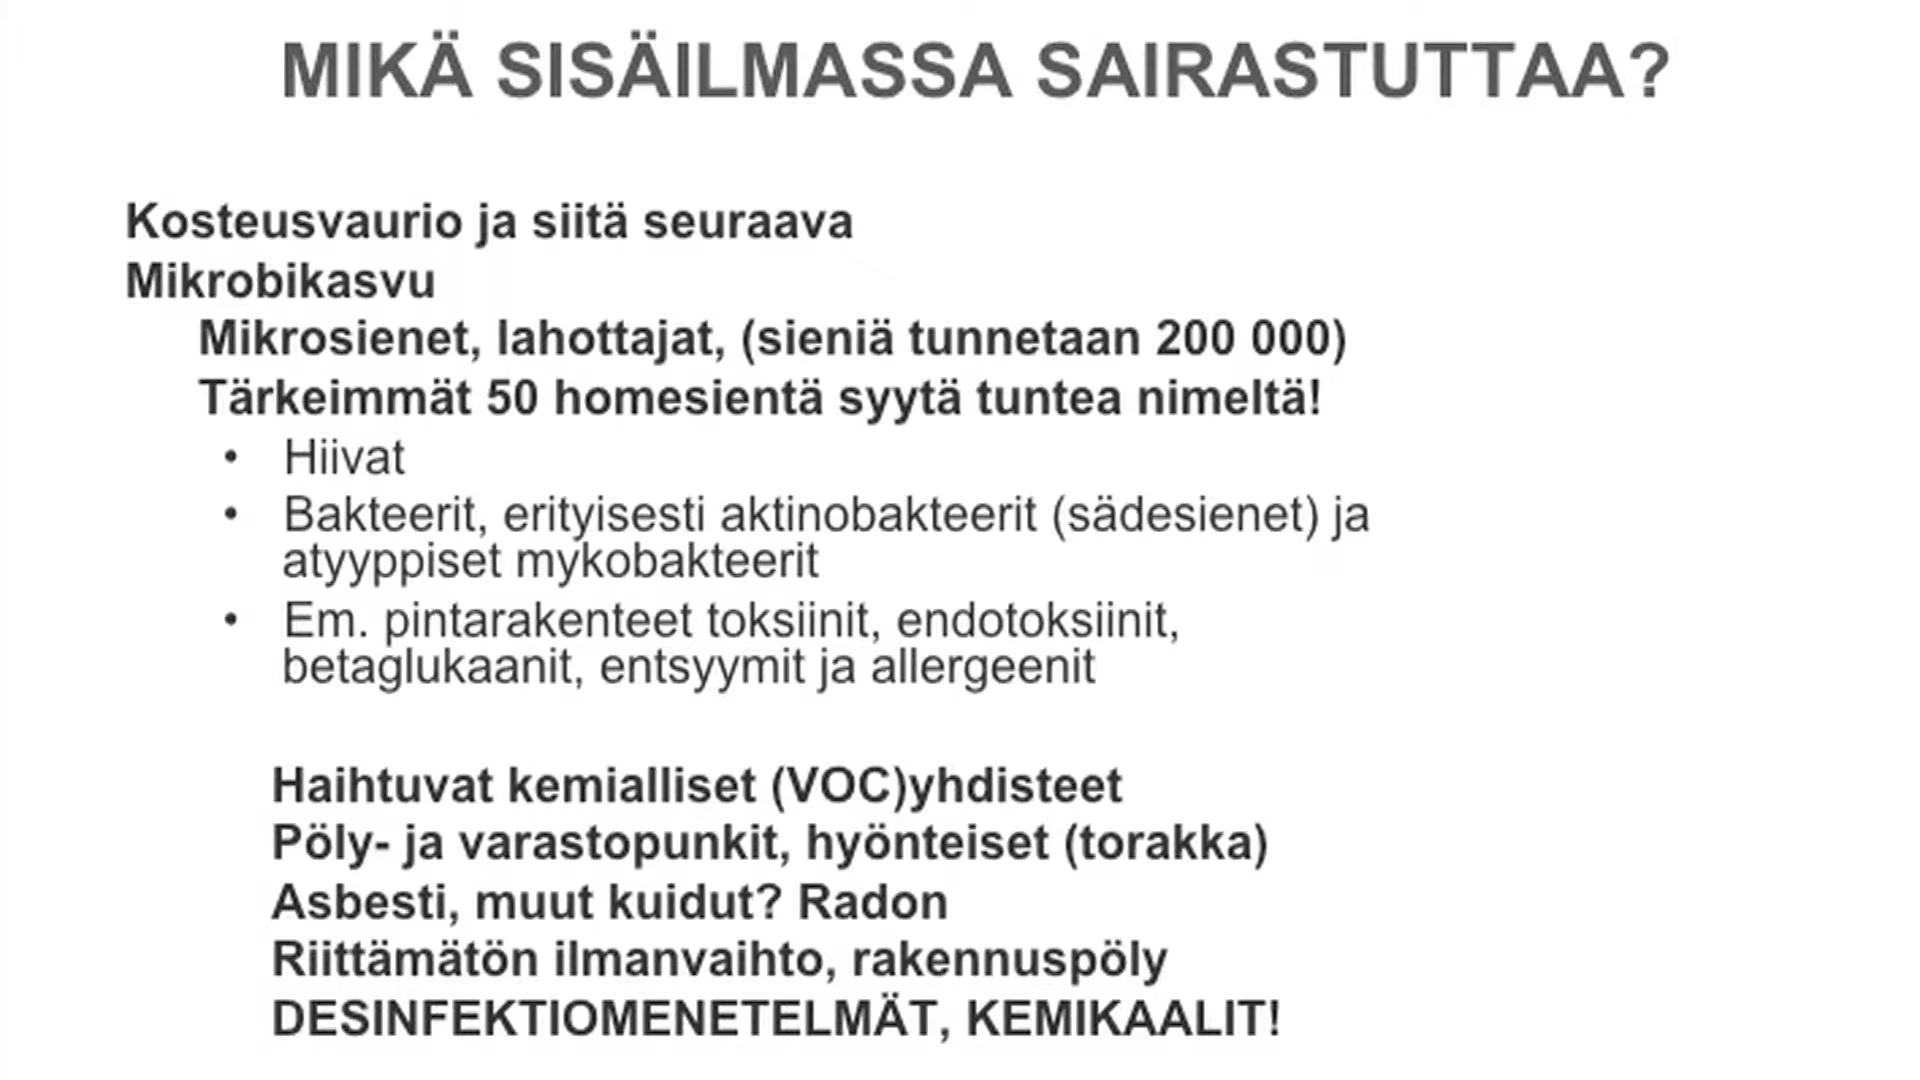 MIKÄ SISÄILMASSA SAIRASTUTTAA?
Kosteusvaurio ja siitä seuraava
Mikrobikasvu
Mikrosienet, lahottajat, (sieniä tunnetaan 200 000)
Tärkeimmät 50 homesientä syytä tuntea nimeltä!
• Hiivat
• Bakteerit, erityisesti aktinobakteerit (sädesienet) ja
atyyppiset mykobakteerit
• Em. pintarakenteet toksiinit, endotoksiinit,
betaglukaanit, entsyymit ja allergeenit
Haihtuvat kemialliset (VOC)yhdisteet
Pöly- ja varastopunkit, hyönteiset (torakka)
Asbesti, muut kuidut? Radon
Riittämätön ilmanvaihto, rakennuspöly
DESINFEKTIOMENETELMÄT, KEMIKAALIT!